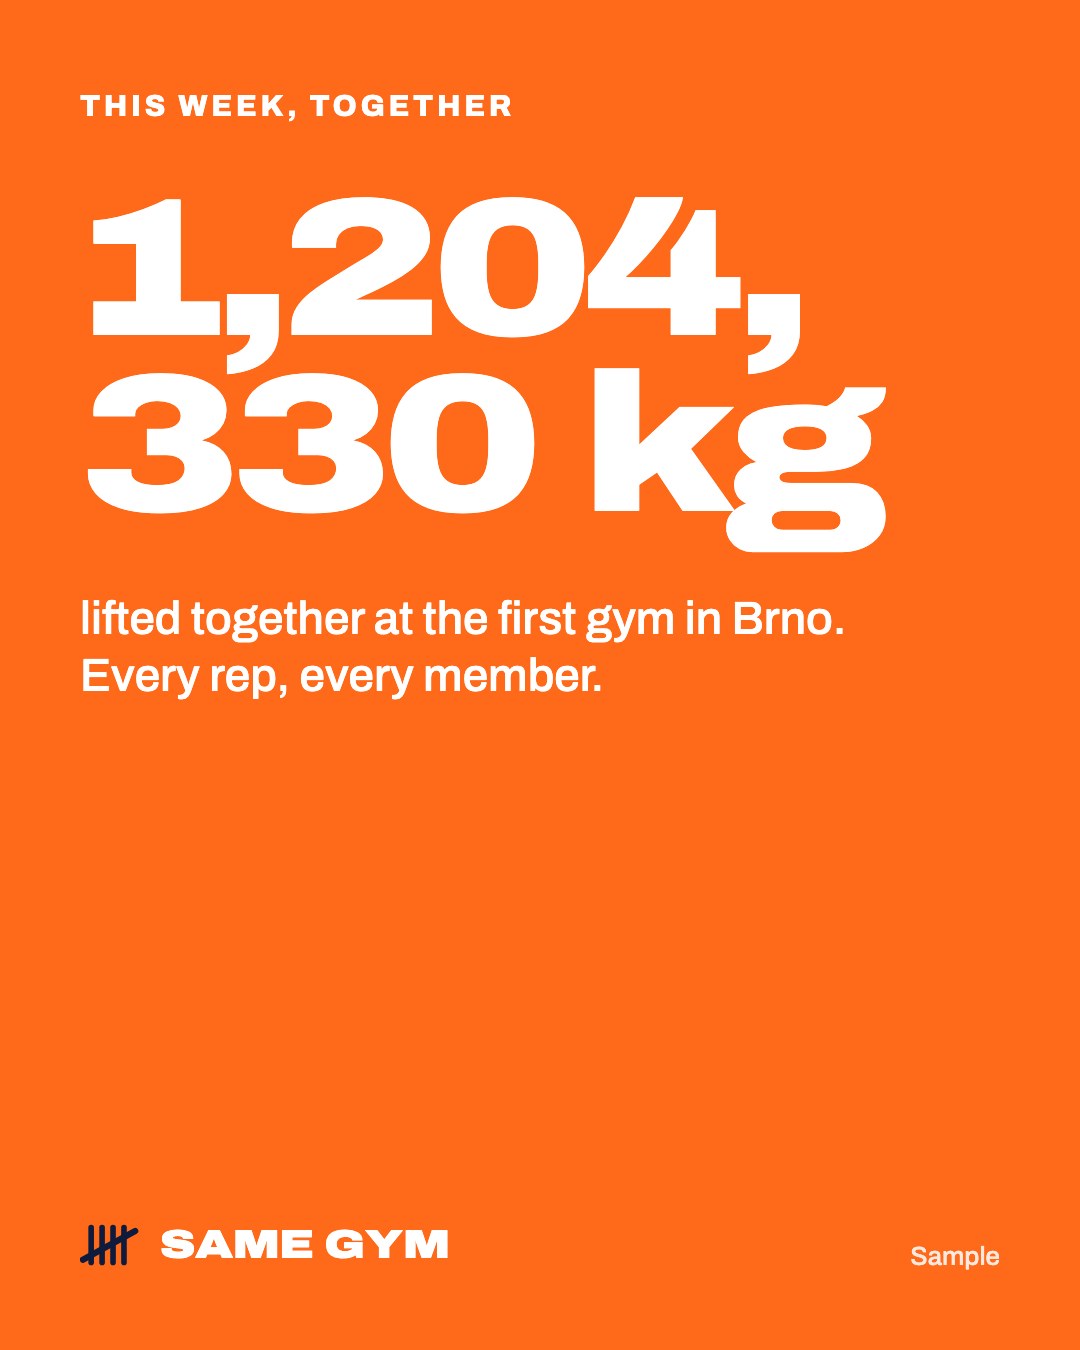 THIS WEEK, TOGETHER
1,204,
330 kg
lifted together at the first gym in Brno.
Every rep, every member.
SAME GYM
Sample